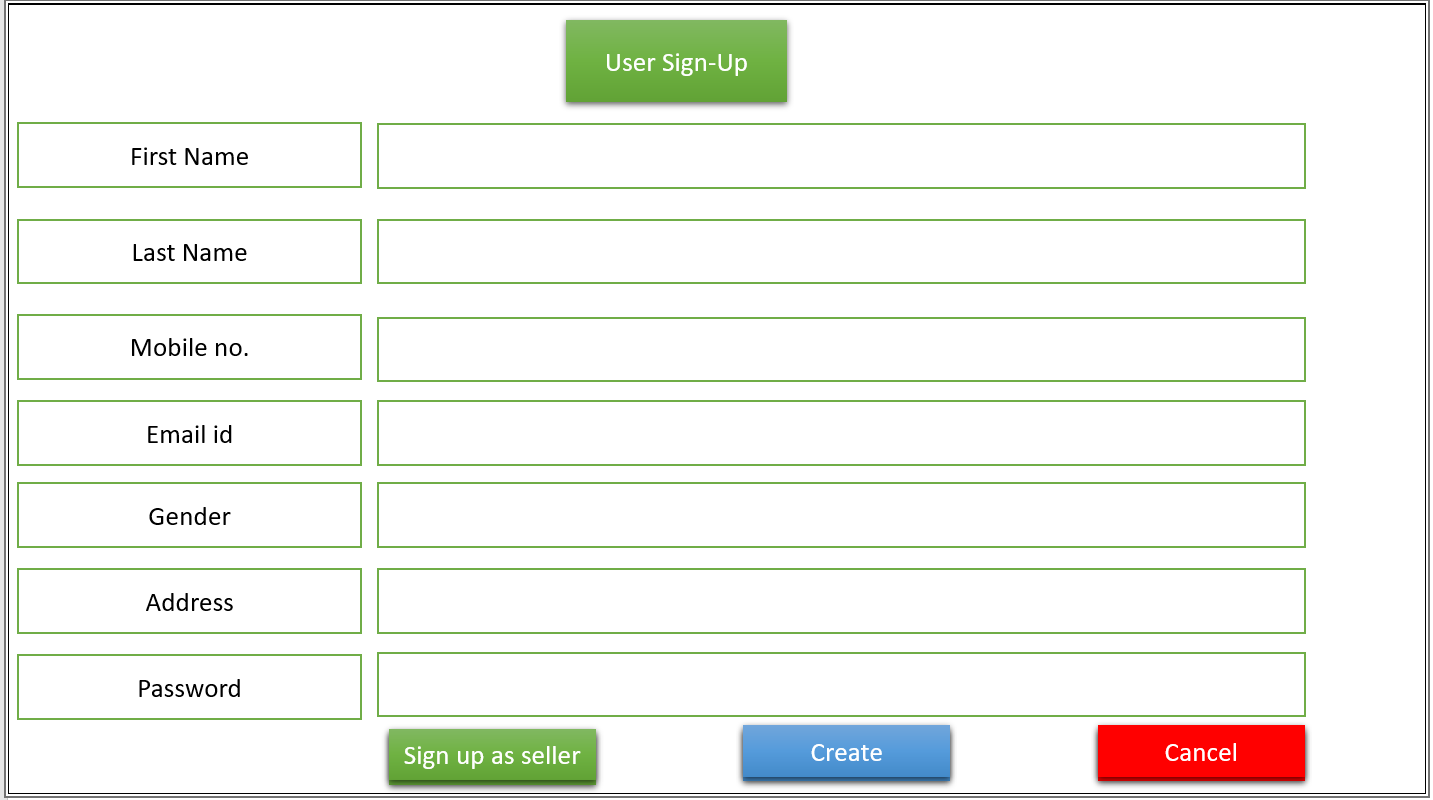 User Sign-Up
First Name
Last Name
Mobile no.
Email id
Gender
Address
Password
Sign up as seller
Create
Cancel